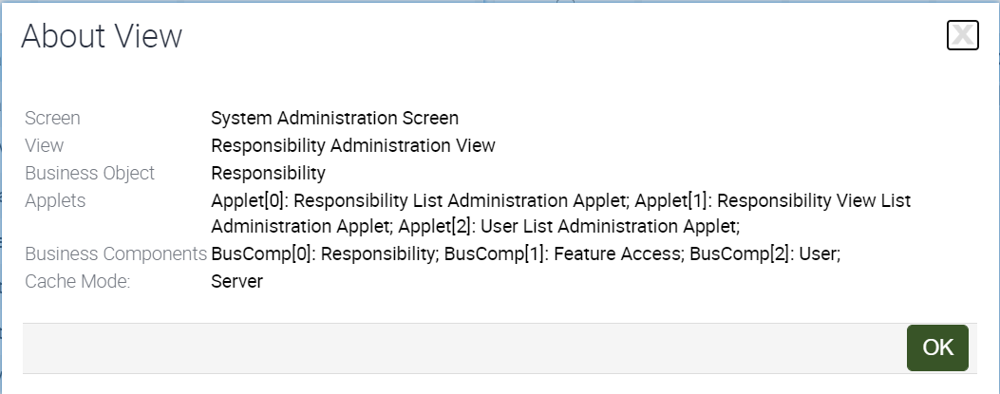 About View
X
Screen System Administration Screen
View Responsibility Administration View
Business Object Responsibility
Applets Applet[0]: Responsibility List Administration Applet; Applet[1]: Responsibility View List
Administration Applet; Applet[2]: User List Administration Applet;
Business Components BusComp[0]: Responsibility; BusComp[1]: Feature Access; BusComp[2]: User;
Cache Mode: Server
OK